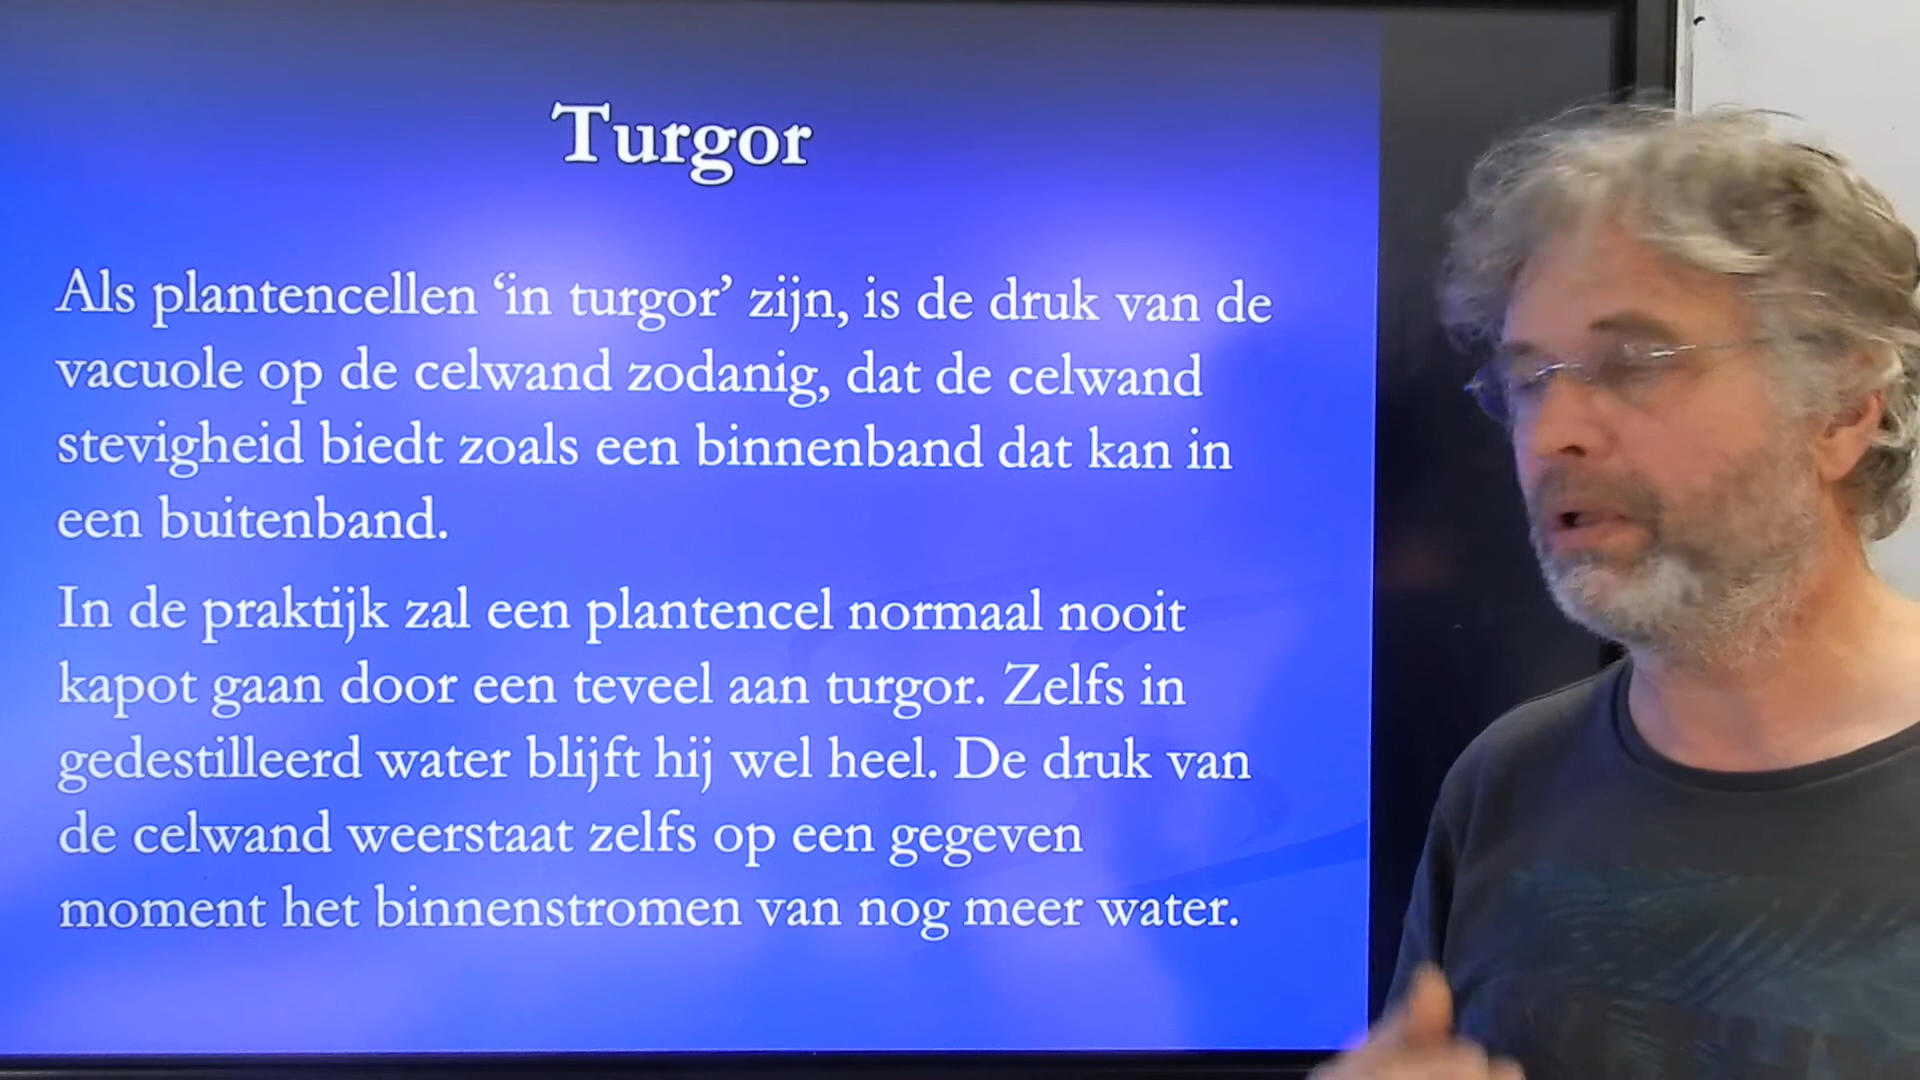 Turgor
Als plantencellen ‘in turgor’ zijn, is de druk van de
vacuole op de celwand zodanig, dat de celwand
stevigheid biedt zoals een binnenband dat kan in
een buitenband.
In de praktijk zal een plantencel normaal nooit
kapot gaan door een teveel aan turgor. Zelfs in
gedestilleerd water blijft hij wel heel. De druk van
de celwand weerstaat zelfs op een gegeven
moment het binnenstromen van nog meer water.